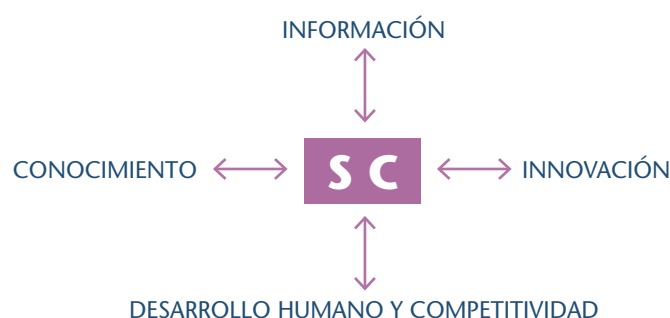 INFORMACIÓN
CONOCIMIENTO
S C
INNOVACIÓN
DESARROLLO HUMANO Y COMPETITIVIDAD